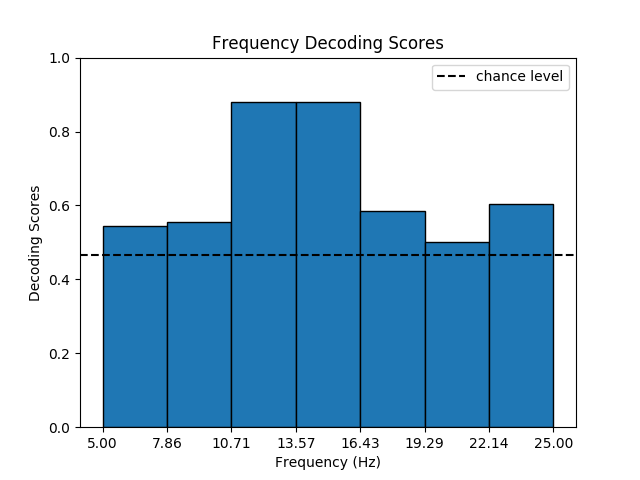 Frequency Decoding Scores
1.0
chance level
0.8
0.6
0.4
0.2
0.0
Decoding Scores
5.00 7.86 10.71 13.57 16.43 19.29 22.14 25.00
Frequency (Hz)